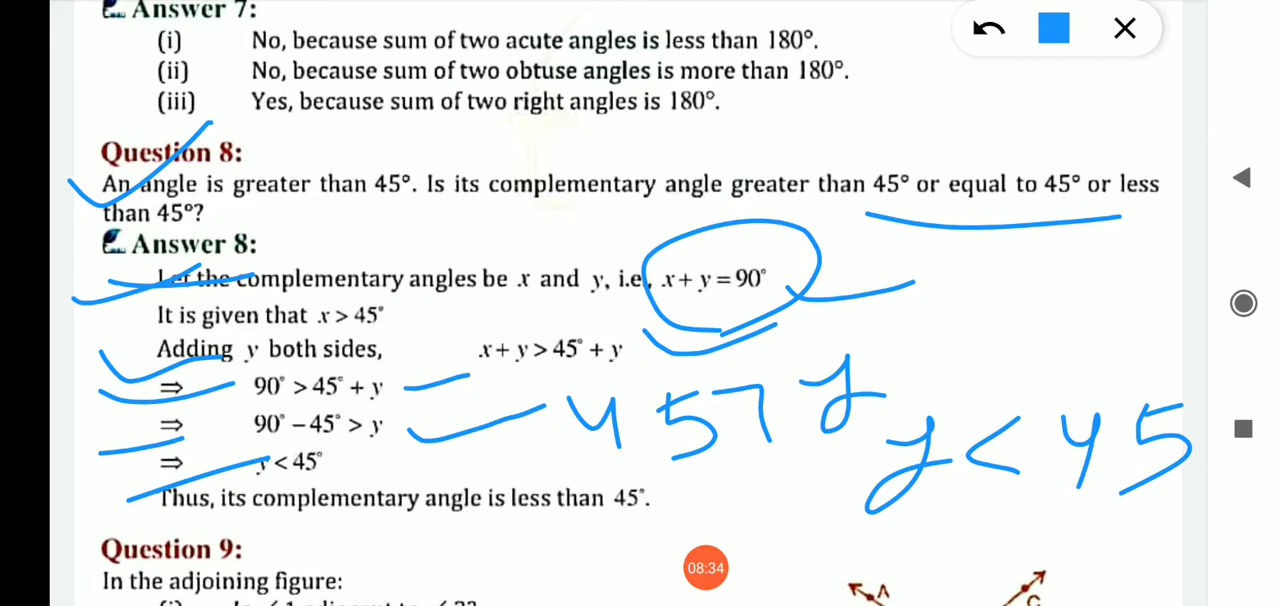 Answer 7:
(i) No, because sum of two acute angles is less than 180°.
(ii) No, because sum of two obtuse angles is more than 180°.
(iii) Yes, because sum of two right angles is 180°.
Question 8:
An angle is greater than 45°. Is its complementary angle greater than 45° or equal to 45° or less
than 45°?
Answer 8:
Let the complementary angles be x and y, i.e., x + y = 90°
It is given that x > 45°
Adding y both sides, x + y > 45° + y
⇒ 90° > 45° + y
⇒ 90° – 45° > y
45 > y
y < 45
⇒ y < 45°
Thus, its complementary angle is less than 45°.
Question 9:
In the adjoining figure:
08:34
A
C